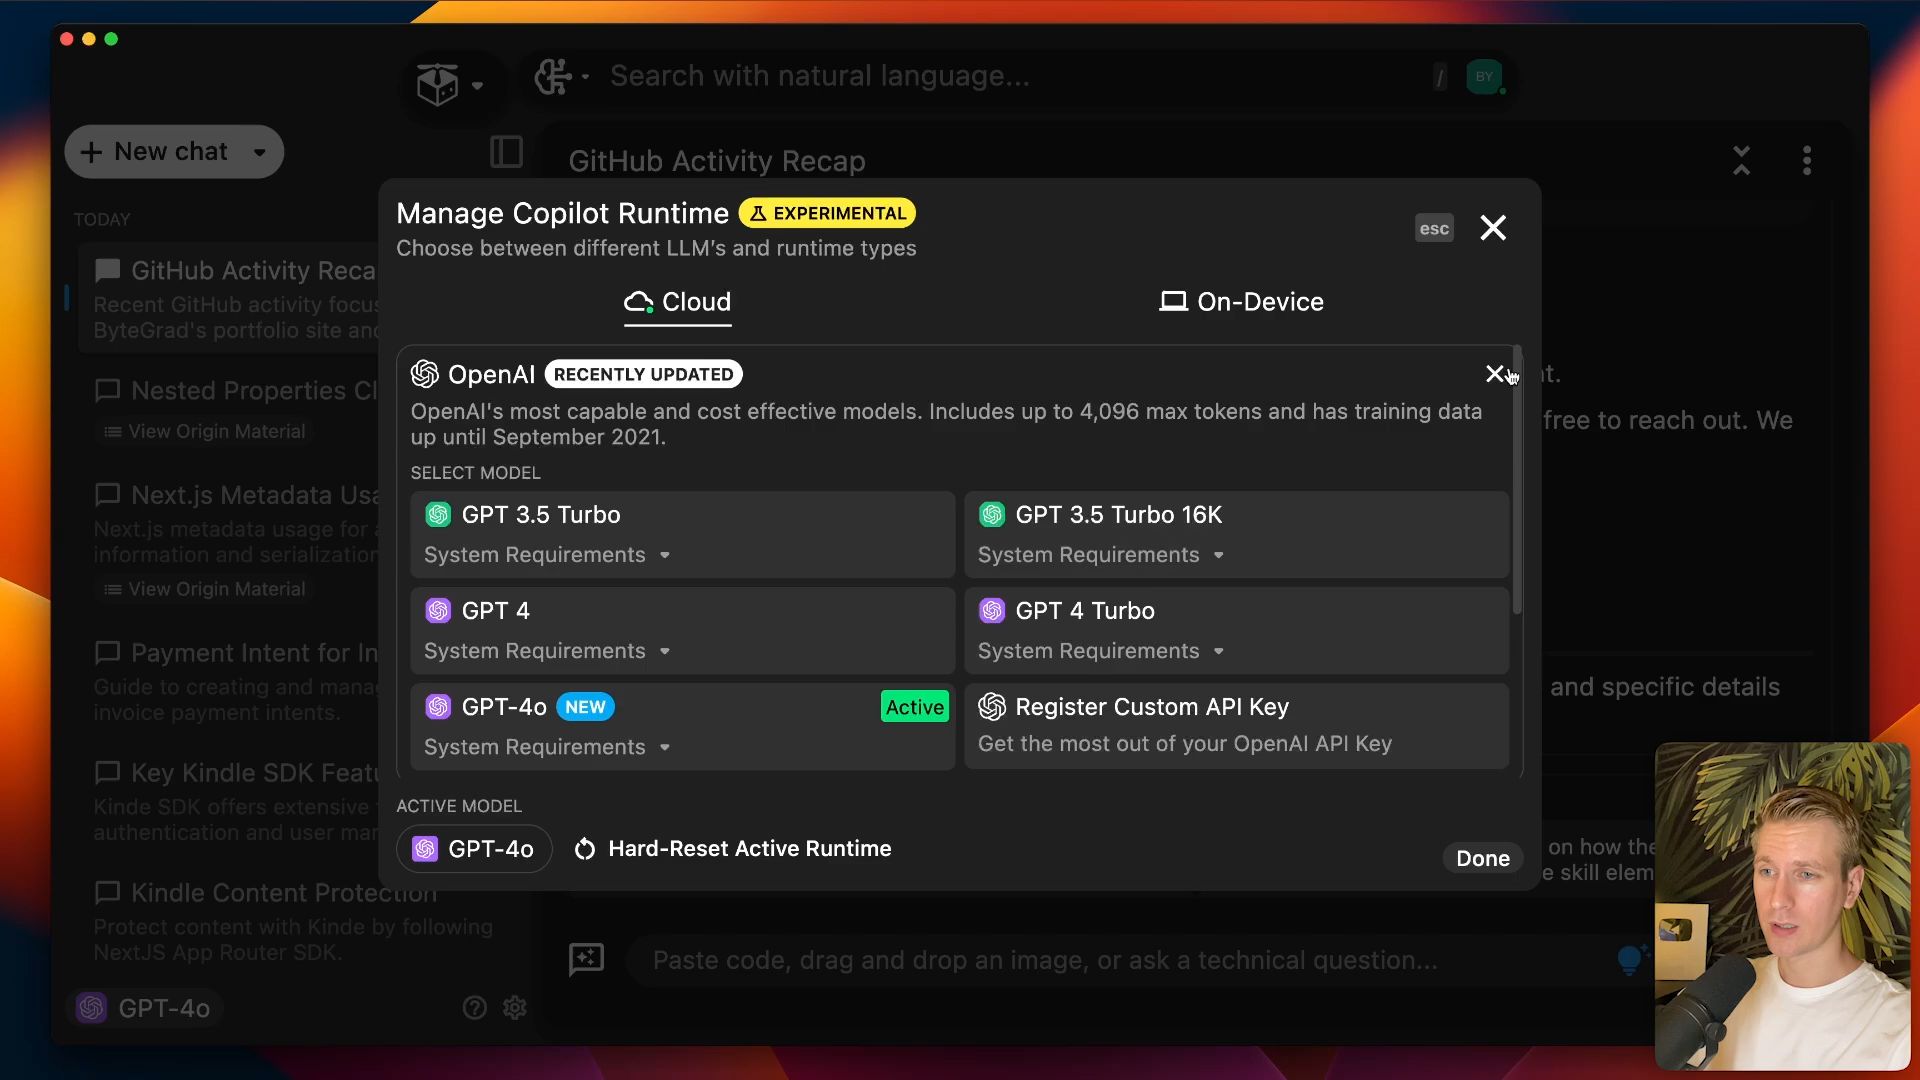 Search with natural language...
/
BY
+ New chat
GitHub Activity Recap
TODAY
GitHub Activity Reca
Recent GitHub activity focus
ByteGrad's portfolio site and
Nested Properties Cl
View Origin Material
Next.js Metadata Usa
Next.js metadata usage for a
information and serialization
View Origin Material
Payment Intent for In
Guide to creating and mana
invoice payment intents.
Key Kindle SDK Featu
Kinde SDK offers extensive
authentication and user mar
Kindle Content Protection
Protect content with Kinde by following
NextJS App Router SDK.
GPT-4o
Manage Copilot Runtime EXPERIMENTAL
Choose between different LLM's and runtime types
esc
Cloud
On-Device
OpenAI RECENTLY UPDATED
OpenAI's most capable and cost effective models. Includes up to 4,096 max tokens and has training data
up until September 2021.
SELECT MODEL
GPT 3.5 Turbo
System Requirements
GPT 3.5 Turbo 16K
System Requirements
GPT 4
System Requirements
GPT 4 Turbo
System Requirements
GPT-4o NEW Active
System Requirements
Register Custom API Key
Get the most out of your OpenAI API Key
ACTIVE MODEL
GPT-4o
Hard-Reset Active Runtime
Done
t.
free to reach out. We
and specific details
on how the
e skill elem
Paste code, drag and drop an image, or ask a technical question...